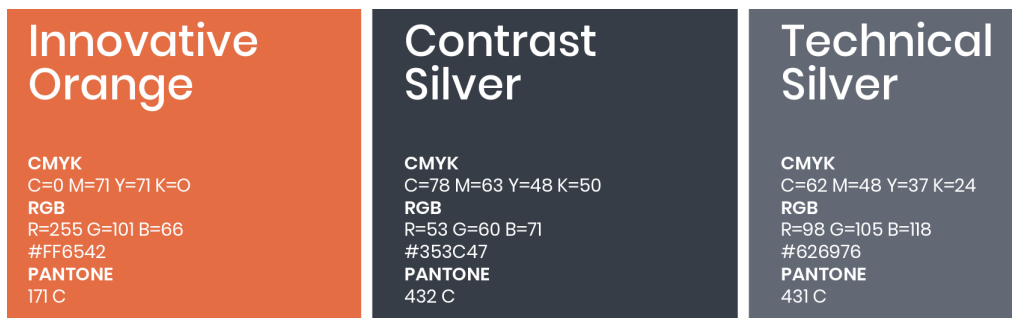 Innovative
Orange
CMYK
C=0 M=71 Y=71 K=O
RGB
R=255 G=101 B=66
#FF6542
PANTONE
171 C
Contrast
Silver
CMYK
C=78 M=63 Y=48 K=50
RGB
R=53 G=60 B=71
#353C47
PANTONE
432 C
Technical
Silver
CMYK
C=62 M=48 Y=37 K=24
RGB
R=98 G=105 B=118
#626976
PANTONE
431 C